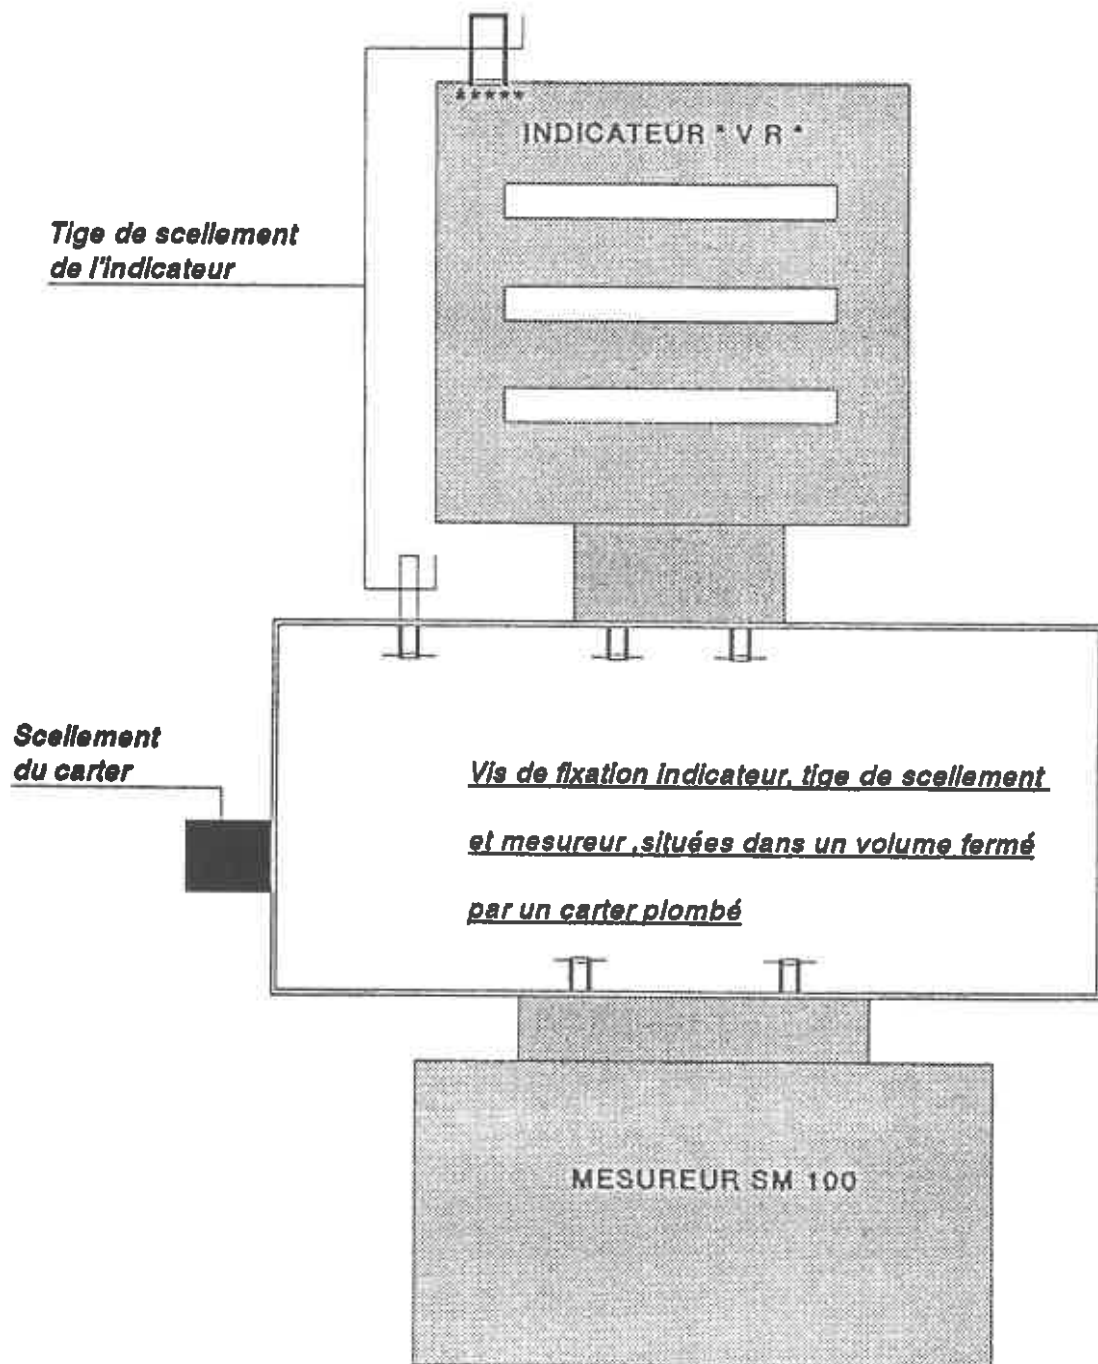 *****
INDICATEUR " V R "
Tige de scellement
de l'indicateur
Scellement
du carter
Vis de fixation indicateur, tige de scellement
et mesureur ,situées dans un volume fermé
par un carter plombé
MESUREUR SM 100